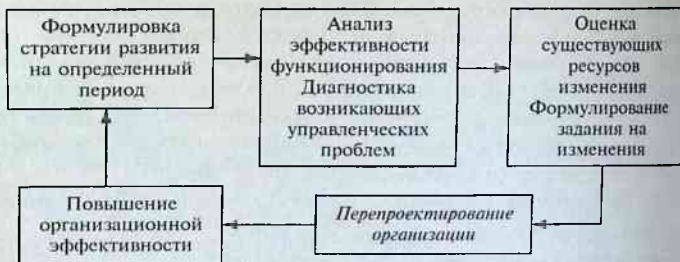 Формулировка
стратегии развития
на определенный
период
Анализ
эффективности
функционирования
Диагностика
возникающих
управленческих
проблем
Оценка
существующих
ресурсов
изменения
Формулирование
задания на
изменения
Перепроектирование
организации
Повышение
организационной
эффективности